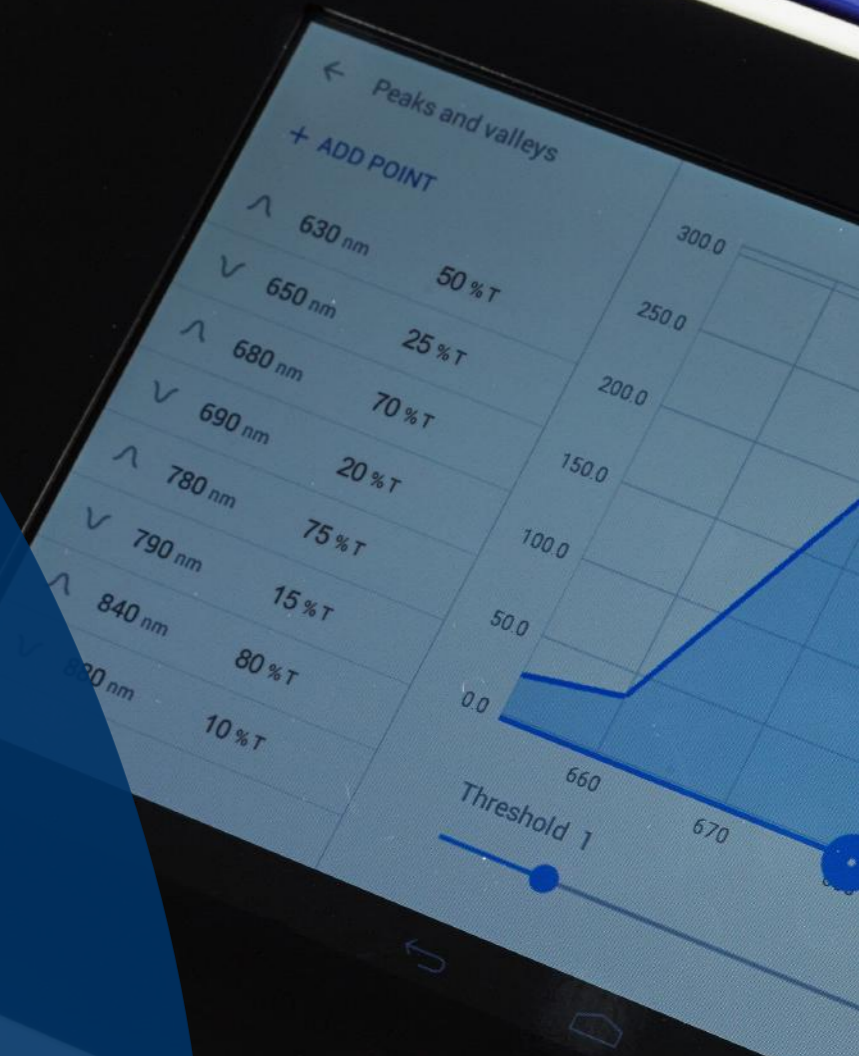 Peaks and valleys
+ ADD POINT
630 nm 50 % T
650 nm 25 % T
680 nm 70 % T
690 nm 20 % T
780 nm 75 % T
790 nm 15 % T
840 nm 80 % T
880 nm 10 % T
300.0
250.0
200.0
150.0
100.0
50.0
0.0
660
670
Threshold 1